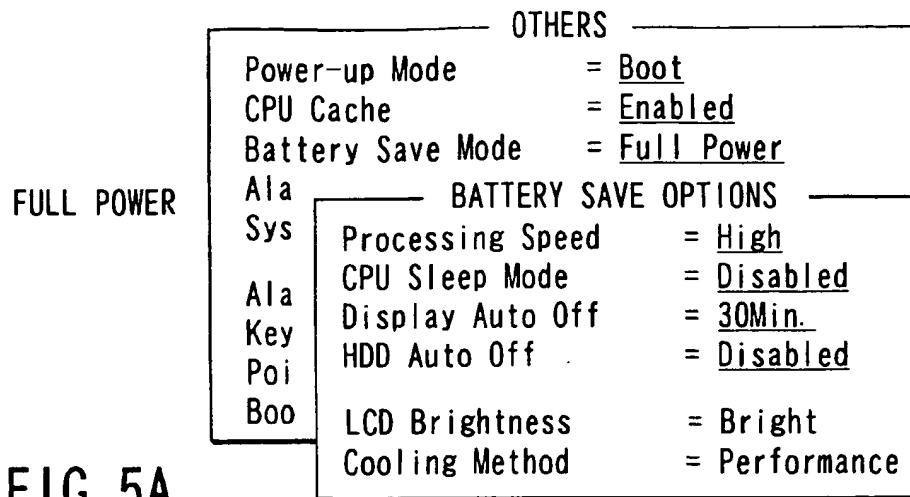 OTHERS
Power-up Mode = Boot
CPU Cache = Enabled
Battery Save Mode = Full Power
FULL POWER
Ala
BATTERY SAVE OPTIONS
Sys
Processing Speed = High
CPU Sleep Mode = Disabled
Ala
Display Auto Off = 30Min.
Key
HDD Auto Off = Disabled
Poi
Boo
LCD Brightness = Bright
Cooling Method = Performance
FIG. 5A